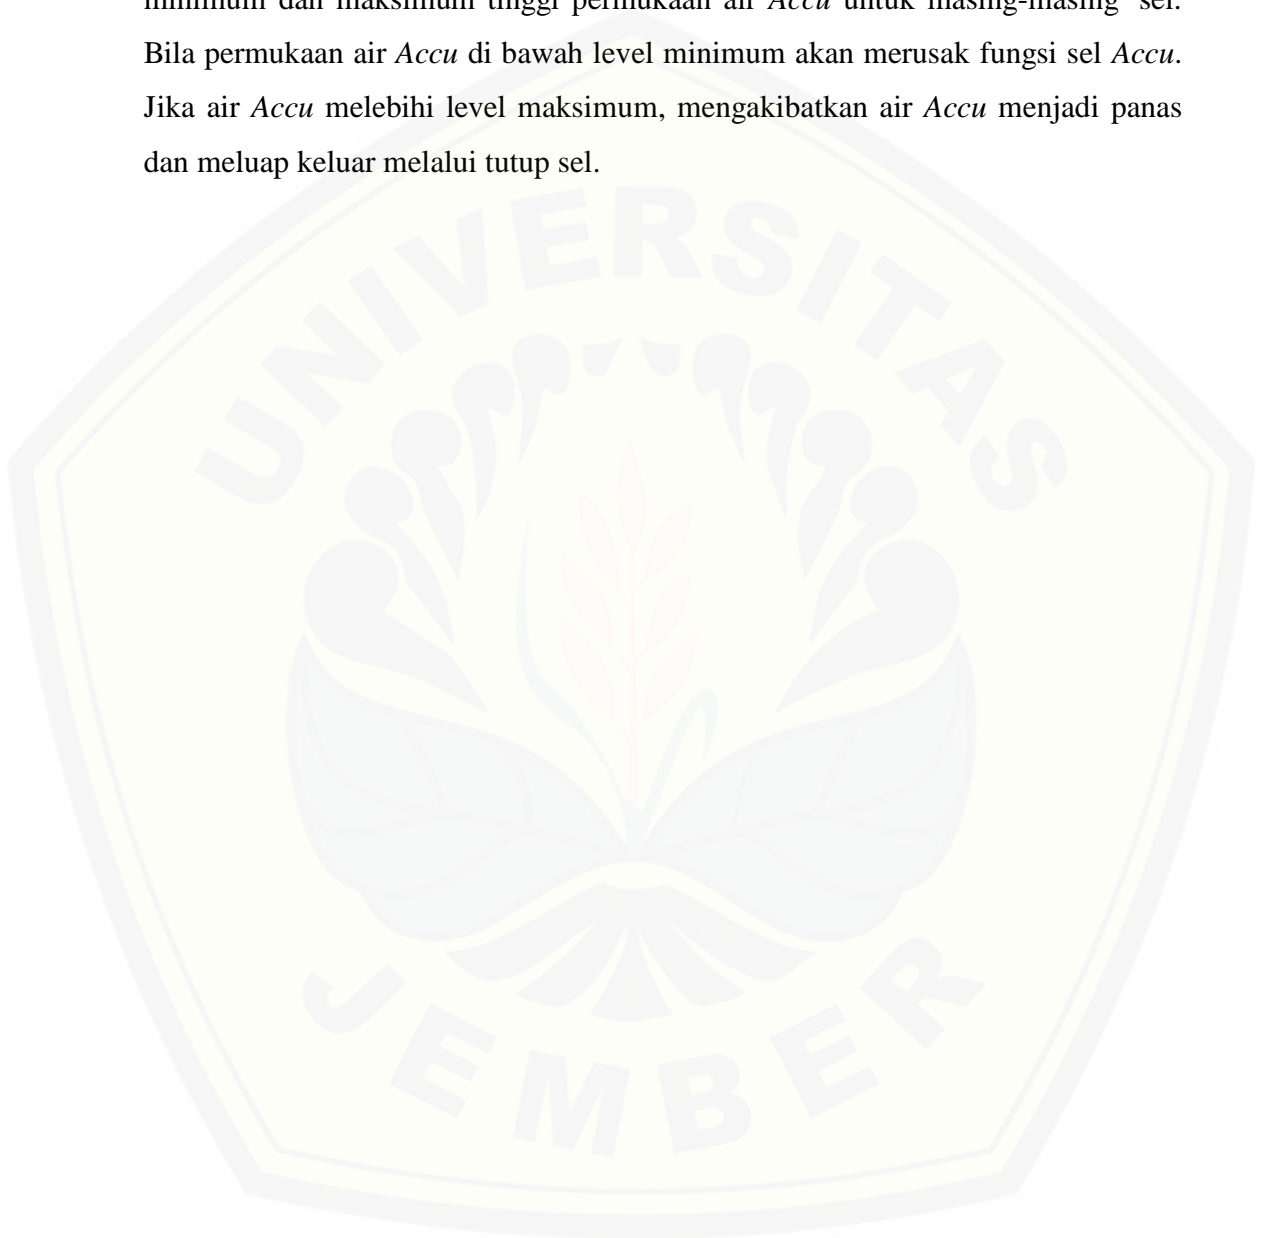 minimum dan maksimum tinggi permukaan air Accu untuk masing-masing sel.
Bila permukaan air Accu di bawah level minimum akan merusak fungsi sel Accu.
Jika air Accu melebihi level maksimum, mengakibatkan air Accu menjadi panas
dan meluap keluar melalui tutup sel.
UNIVERSITAS
JEMBER